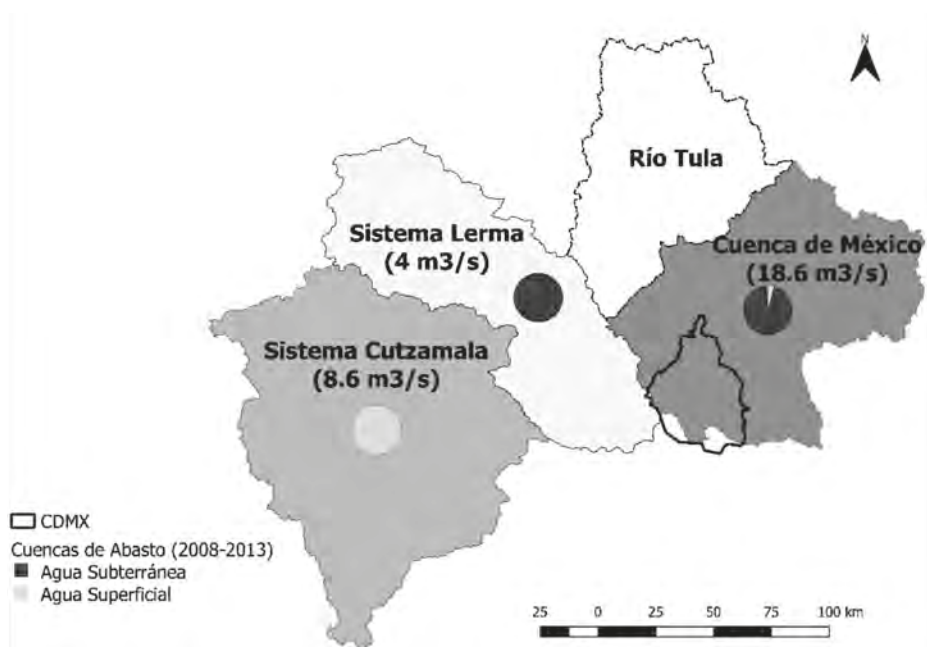 N
Río Tula
Sistema Lerma
(4 m3/s)
Cuenca de México
(18.6 m3/s)
Sistema Cutzamala
(8.6 m3/s)
CDMX
Cuencas de Abasto (2008-2013)
Agua Subterránea
Agua Superficial
25 0 25 50 75 100 km